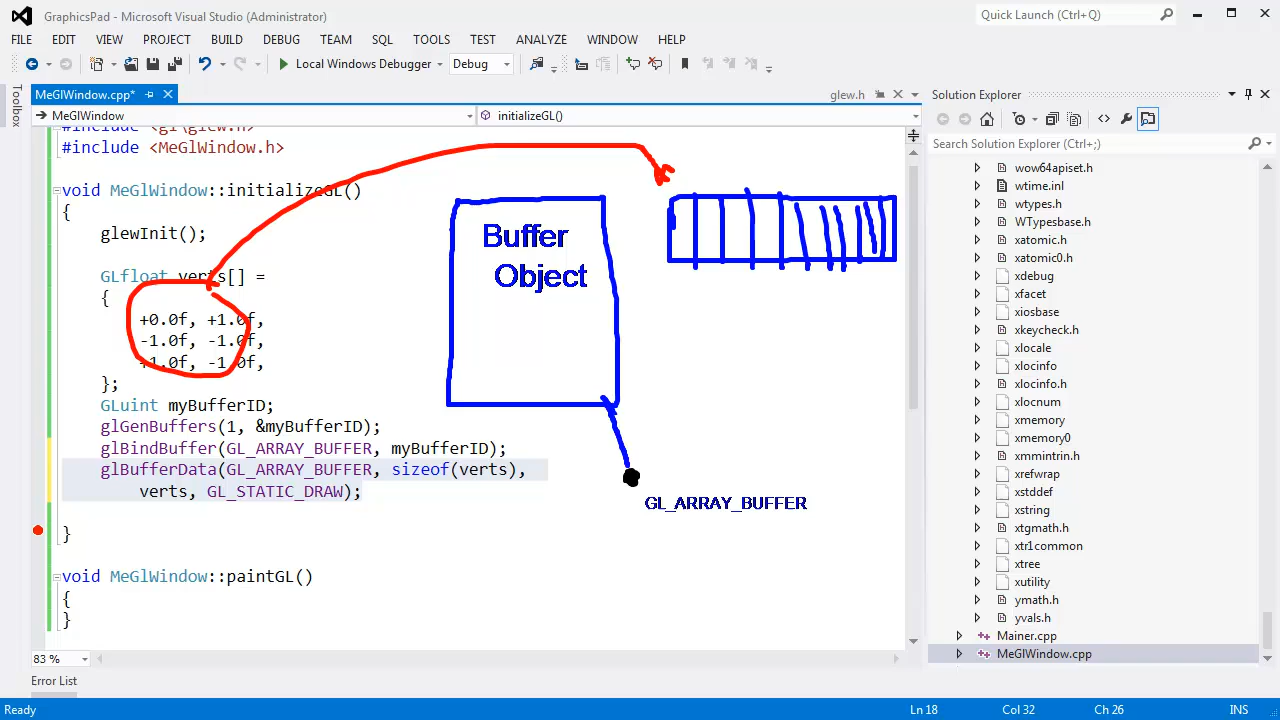 GraphicsPad - Microsoft Visual Studio (Administrator)
Quick Launch (Ctrl+Q)
FILE EDIT VIEW PROJECT BUILD DEBUG TEAM SQL TOOLS TEST ANALYZE WINDOW HELP
Local Windows Debugger Debug
Toolbox
MeGlWindow.cpp*
glew.h
MeGlWindow
initializeGL()
#include <gl\glew.h>
#include <MeGlWindow.h>
void MeGlWindow::initializeGL()
{
glewInit();
GLfloat verts[] =
{
+0.0f, +1.0f,
-1.0f, -1.0f,
+1.0f, -1.0f,
};
GLuint myBufferID;
glGenBuffers(1, &myBufferID);
glBindBuffer(GL_ARRAY_BUFFER, myBufferID);
glBufferData(GL_ARRAY_BUFFER, sizeof(verts),
verts, GL_STATIC_DRAW);
}
void MeGlWindow::paintGL()
{
}
Buffer
Object
GL_ARRAY_BUFFER
83 %
Solution Explorer
Search Solution Explorer (Ctrl+;)
wow64apiset.h
wtime.inl
wtypes.h
WTypesbase.h
xatomic.h
xatomic0.h
xdebug
xfacet
xiosbase
xkeycheck.h
xlocale
xlocinfo
xlocinfo.h
xlocnum
xmemory
xmemory0
xmmintrin.h
xrefwrap
xstddef
xstring
xtgmath.h
xtr1common
xtree
xutility
ymath.h
yvals.h
Mainer.cpp
MeGlWindow.cpp
Error List
Ready
Ln 18 Col 32 Ch 26 INS